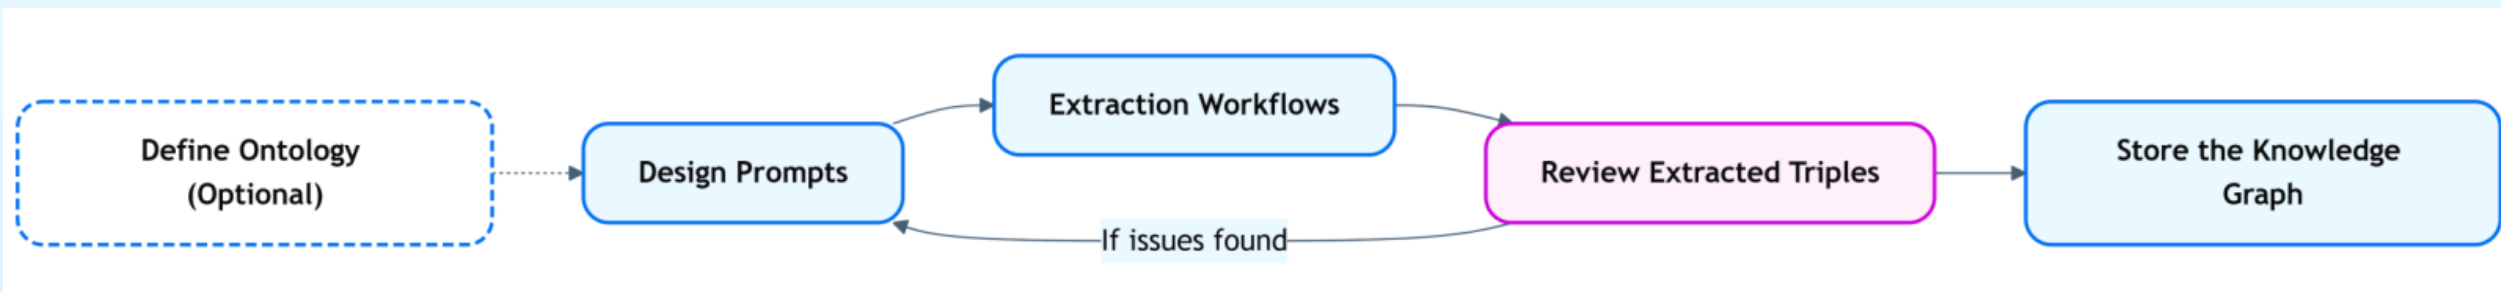 Define Ontology
(Optional)
Design Prompts
Extraction Workflows
Review Extracted Triples
Store the Knowledge
Graph
If issues found